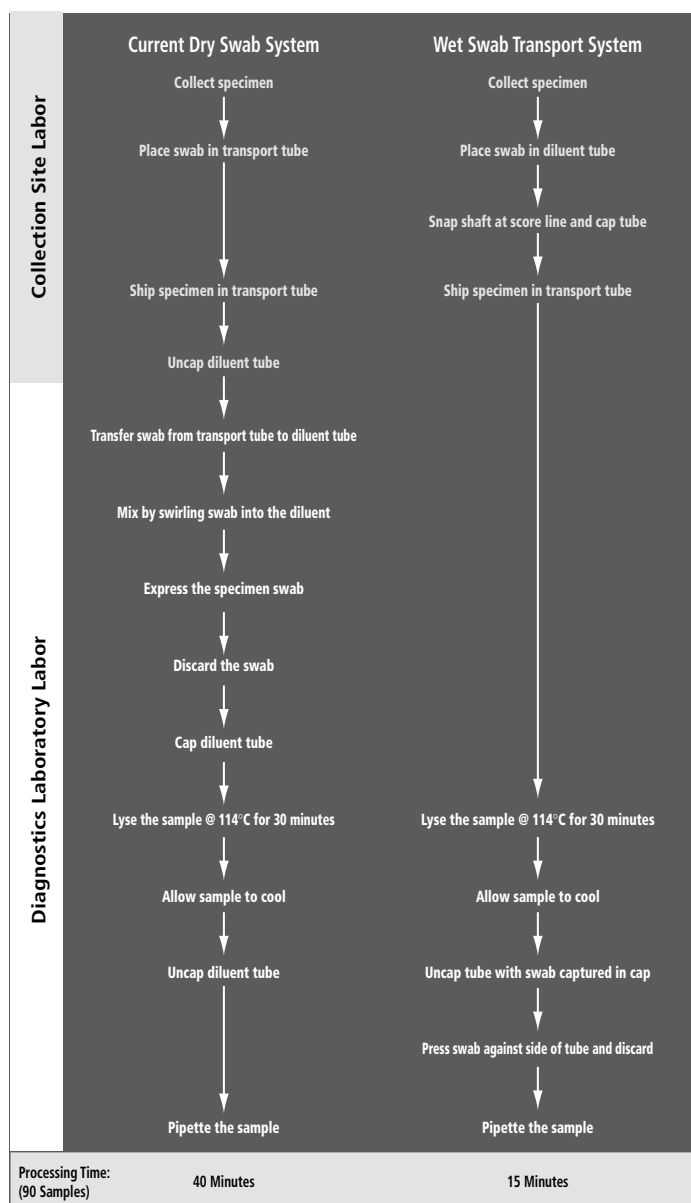 Current Dry Swab System
Collect specimen
Place swab in transport tube
Ship specimen in transport tube
Uncap diluent tube
Transfer swab from transport tube to diluent tube
Mix by swirling swab into the diluent
Express the specimen swab
Discard the swab
Cap diluent tube
Lyse the sample @ 114°C for 30 minutes
Allow sample to cool
Uncap diluent tube
Pipette the sample
Wet Swab Transport System
Collect specimen
Place swab in diluent tube
Snap shaft at score line and cap tube
Ship specimen in transport tube
Lyse the sample @ 114°C for 30 minutes
Allow sample to cool
Uncap tube with swab captured in cap
Press swab against side of tube and discard
Pipette the sample
Collection Site Labor
Diagnostics Laboratory Labor
Processing Time:
(90 Samples)
40 Minutes
15 Minutes